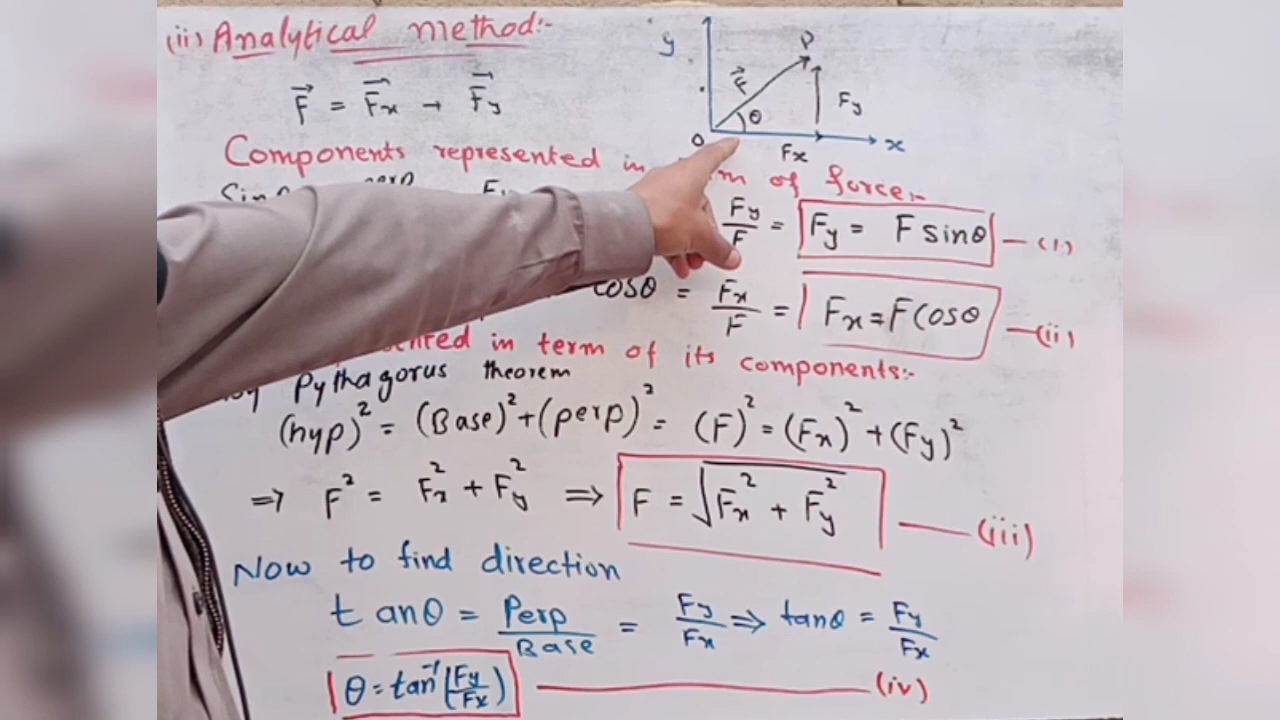 (ii) Analytical method:-
F⃗ = F⃗x + F⃗y
y
P
F⃗
θ
Fy
O
Fx
x
Components represented in of force:-
Fy/F = Fy = F sinθ — (i)
cosθ = Fx/F = Fx = F Cosθ — (ii)
in term of its components:-
Pythagorus theorem
(hyp)² = (Base)² + (perp)² = (F)² = (Fx)² + (Fy)²
⇒ F² = Fx² + Fy² ⇒ F = √Fx² + Fy² — (iii)
Now to find direction
tanθ = Perp/Base = Fy/Fx ⇒ tanθ = Fy/Fx
θ = tan⁻¹(Fy/Fx) — (iv)